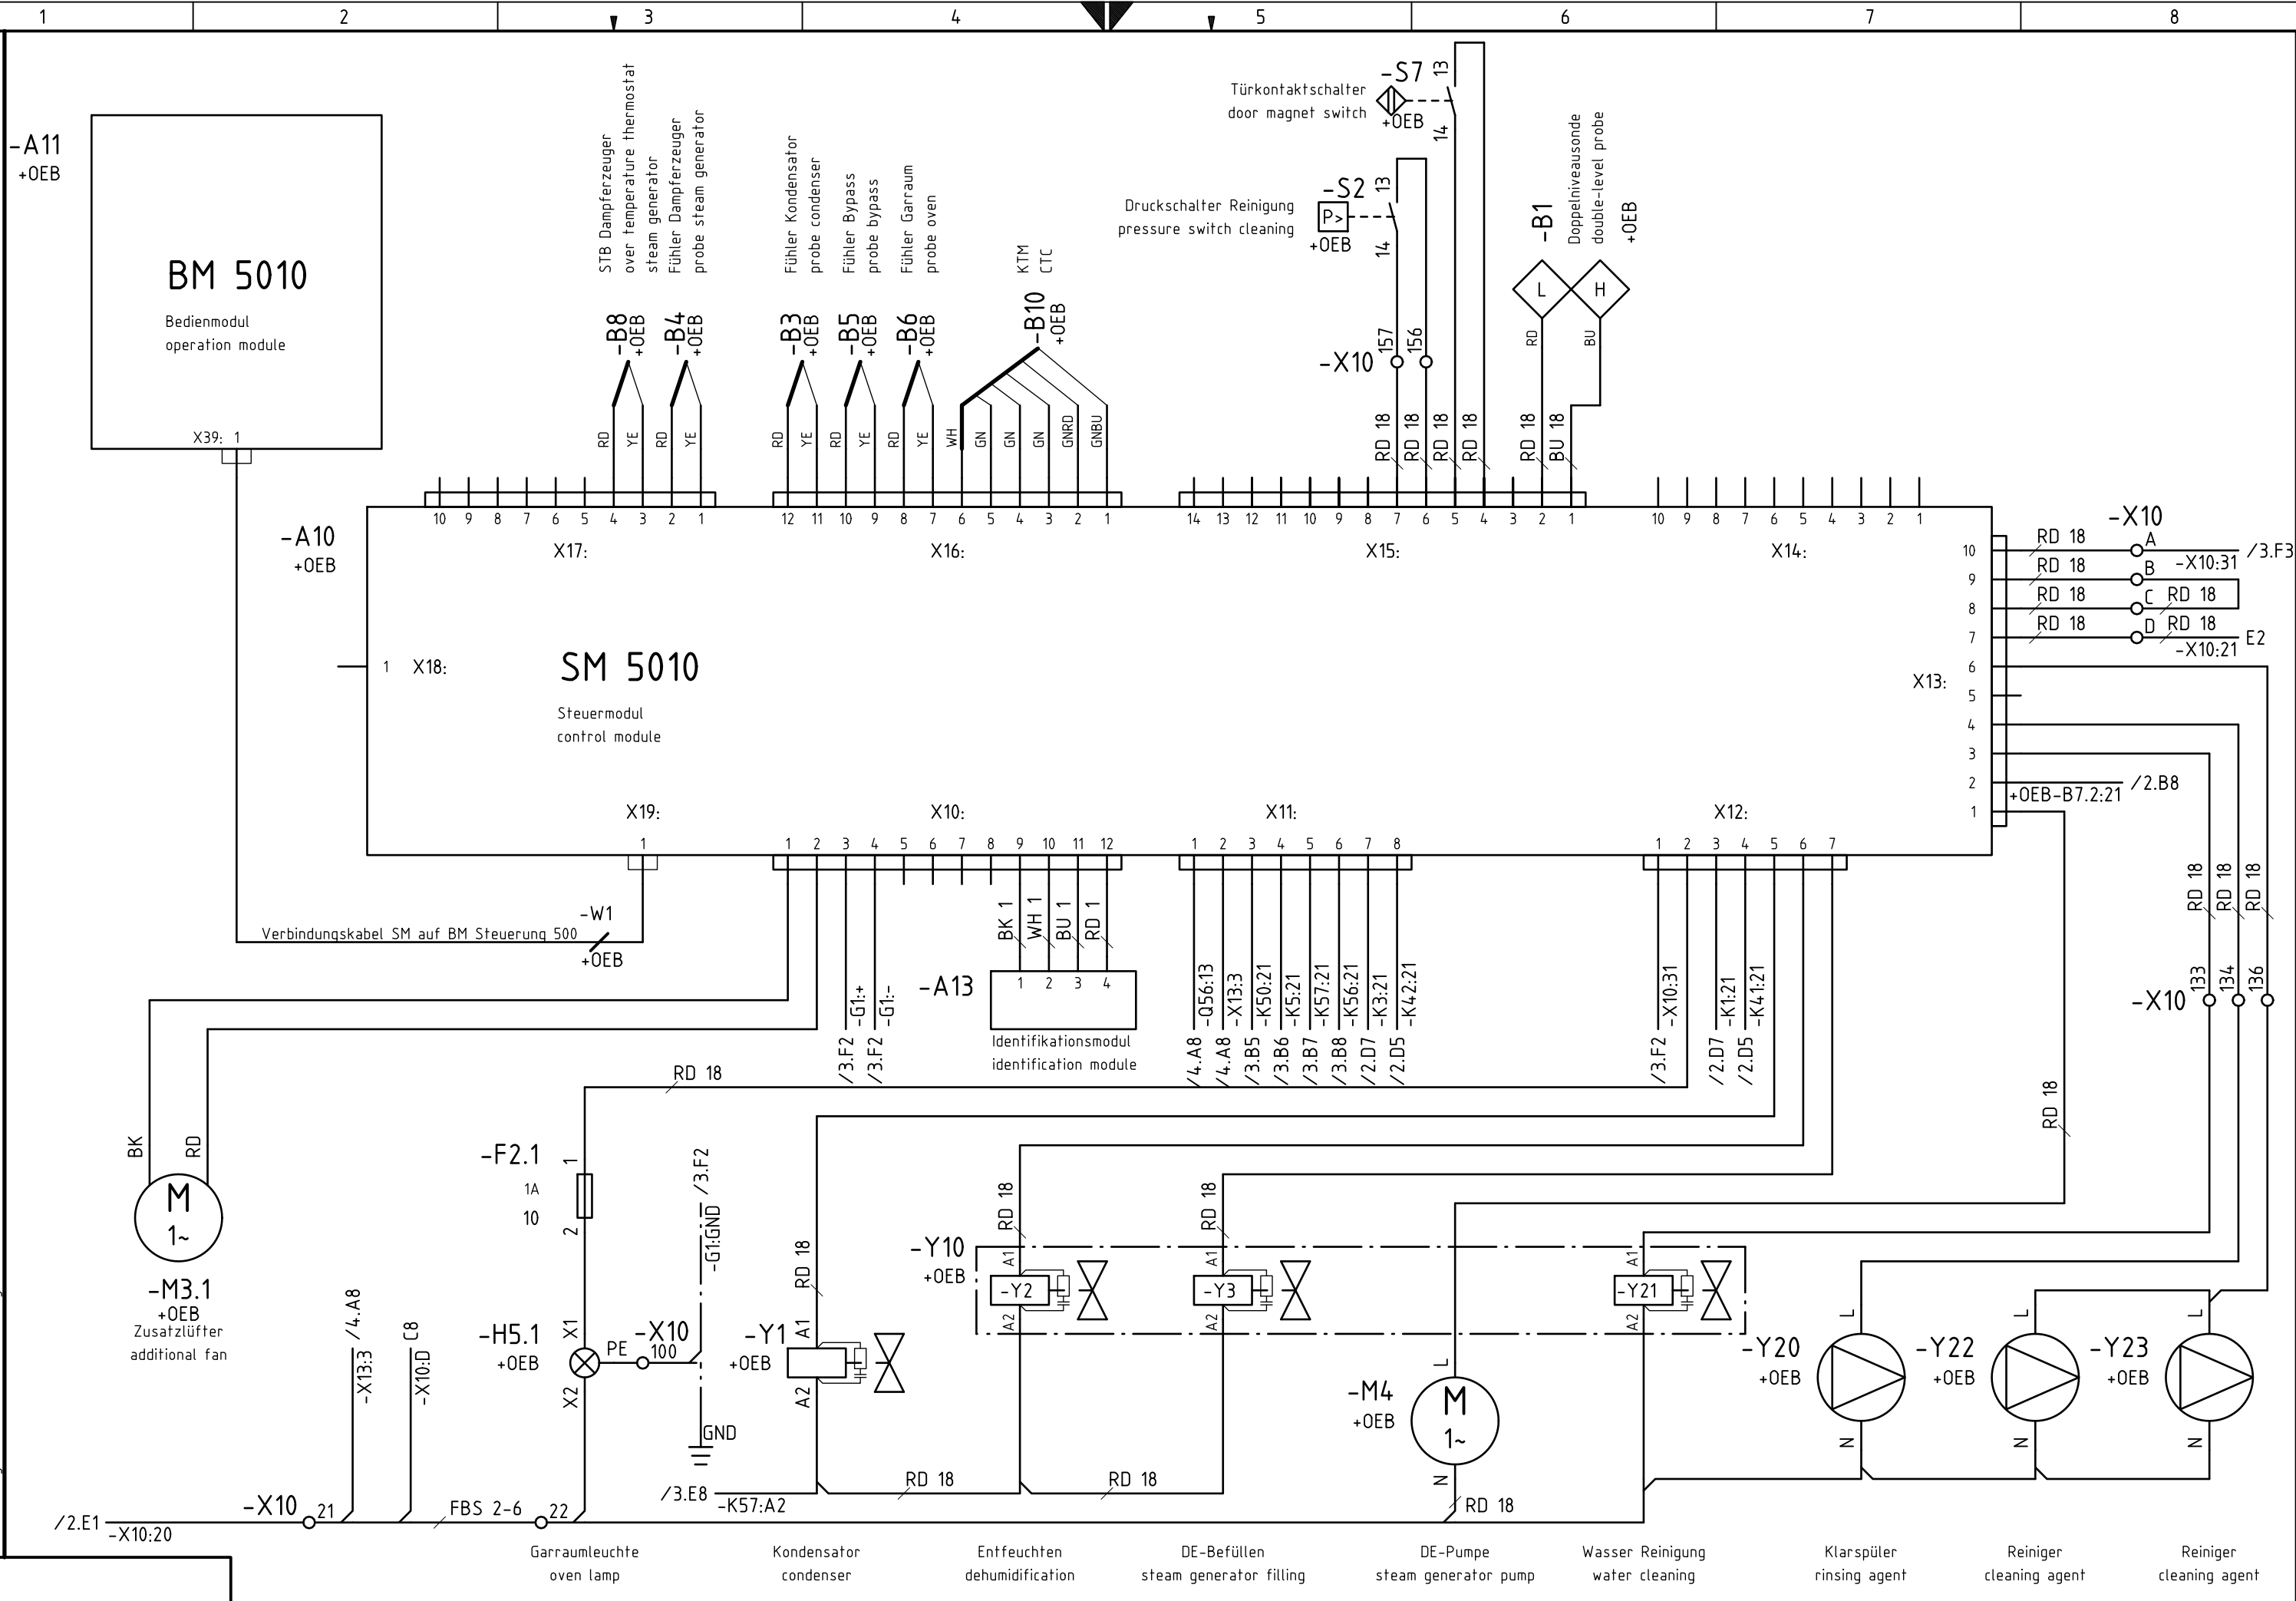 1 2 3 4 5 6 7 8
-A11
+OEB
BM 5010
Bedienmodul
operation module
X39: 1
STB Dampferzeuger
over temperature thermostat
steam generator
Fühler Dampferzeuger
probe steam generator
Fühler Kondensator
probe condenser
Fühler Bypass
probe bypass
Fühler Garraum
probe oven
KTM
CTC
-B8
+OEB
-B4
+OEB
-B3
+OEB
-B5
+OEB
-B6
+OEB
-B10
+OEB
RD YE RD YE
RD YE RD YE RD YE WH GN GN GN GNRD GNBU
Türkontaktschalter
door magnet switch
-S7
+OEB
13
14
Druckschalter Reinigung
pressure switch cleaning
-S2
P>
+OEB
13
14
-X10
157
156
RD 18
RD 18
RD 18
RD 18
-B1
Doppelniveausonde
double-level probe
+OEB
L H
RD BU
RD 18
BU 18
-A10
+OEB
10 9 8 7 6 5 4 3 2 1
X17:
12 11 10 9 8 7 6 5 4 3 2 1
X16:
14 13 12 11 10 9 8 7 6 5 4 3 2 1
X15:
10 9 8 7 6 5 4 3 2 1
X14:
1 X18:
SM 5010
Steuermodul
control module
X13:
10
9
8
7
6
5
4
3
2
1
-X10
RD 18 A
-X10:31 /3.F3
RD 18 B
RD 18 C RD 18
RD 18 D RD 18
-X10:21 E2
+OEB-B7.2:21 /2.B8
X19:
1
X10:
1 2 3 4 5 6 7 8 9 10 11 12
X11:
1 2 3 4 5 6 7 8
X12:
1 2 3 4 5 6 7
-W1
Verbindungskabel SM auf BM Steuerung 500
+OEB
/3.F2 -G1:+
/3.F2 -G1:-
BK 1
WH 1
BU 1
RD 1
-A13
1 2 3 4
Identifikationsmodul
identification module
/4.A8 -Q56:13
/4.A8 -X13:3
/3.B5 -K50:21
/3.B6 -K5:21
/3.B7 -K57:21
/3.B8 -K56:21
/2.D7 -K3:21
/2.D5 -K42:21
/3.F2 -X10:31
/2.D7 -K1:21
/2.D5 -K41:21
RD 18
RD 18
RD 18
-X10
133
134
136
RD 18
RD 18
BK RD
M
1~
-M3.1
+OEB
Zusatzlüfter
additional fan
-F2.1
1A
10
1
2
/3.F2
-G1:GND
-H5.1
+OEB
X1
X2
PE
-X10
100
GND
/4.A8
-X13:3
C8
-X10:D
RD 18
-Y1
+OEB
A1
A2
-Y10
+OEB
RD 18
A1
-Y2
A2
RD 18
A1
-Y3
A2
A1
-Y21
A2
-M4
+OEB
L
M
1~
N
RD 18
-Y20
+OEB
L
N
-Y22
+OEB
L
N
-Y23
+OEB
L
N
RD 18
RD 18
/3.E8
-K57:A2
/2.E1
-X10:20
-X10
21
FBS 2-6
22
Garraumleuchte
oven lamp
Kondensator
condenser
Entfeuchten
dehumidification
DE-Befüllen
steam generator filling
DE-Pumpe
steam generator pump
Wasser Reinigung
water cleaning
Klarspüler
rinsing agent
Reiniger
cleaning agent
Reiniger
cleaning agent